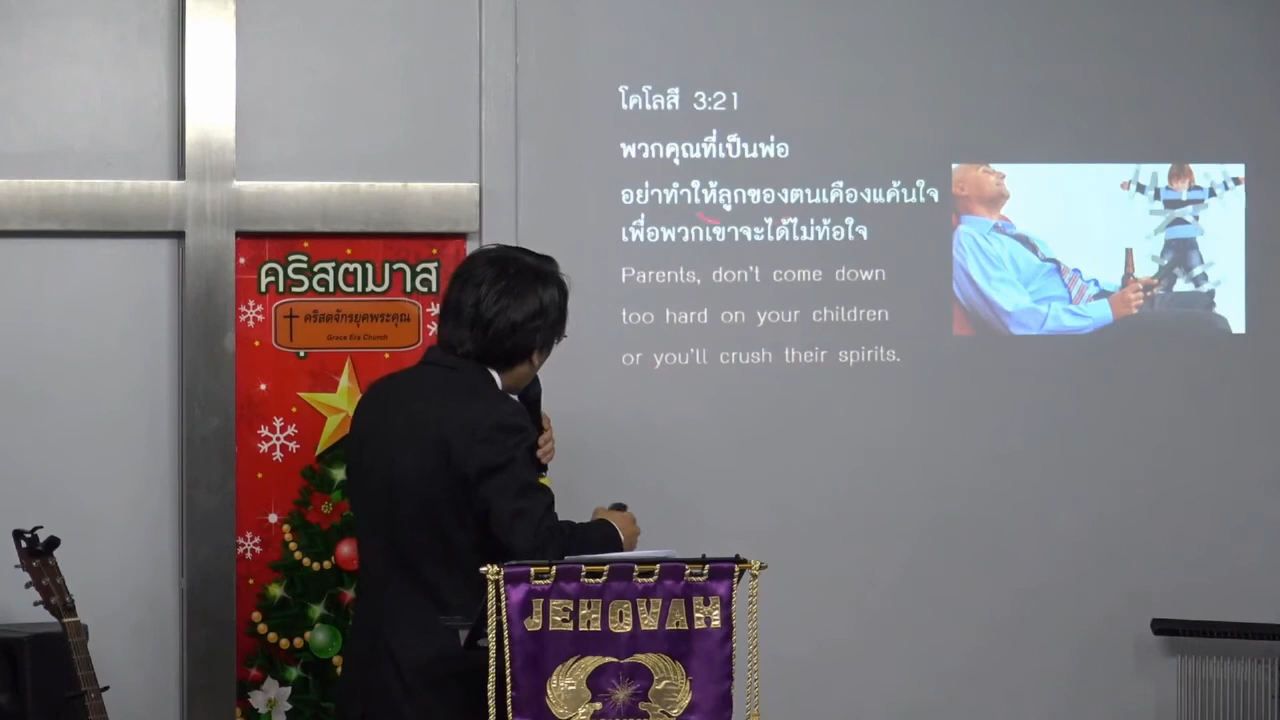 โคโลสี 3:21
พวกคุณที่เป็นพ่อ
อย่าทำให้ลูกของตนเคืองแค้นใจ
เพื่อพวกเขาจะได้ไม่ท้อใจ
Parents, don't come down
too hard on your children
or you'll crush their spirits.
คริสตมาส
คริสตจักรยุคพระคุณ
Grace Era Church
JEHOVAH